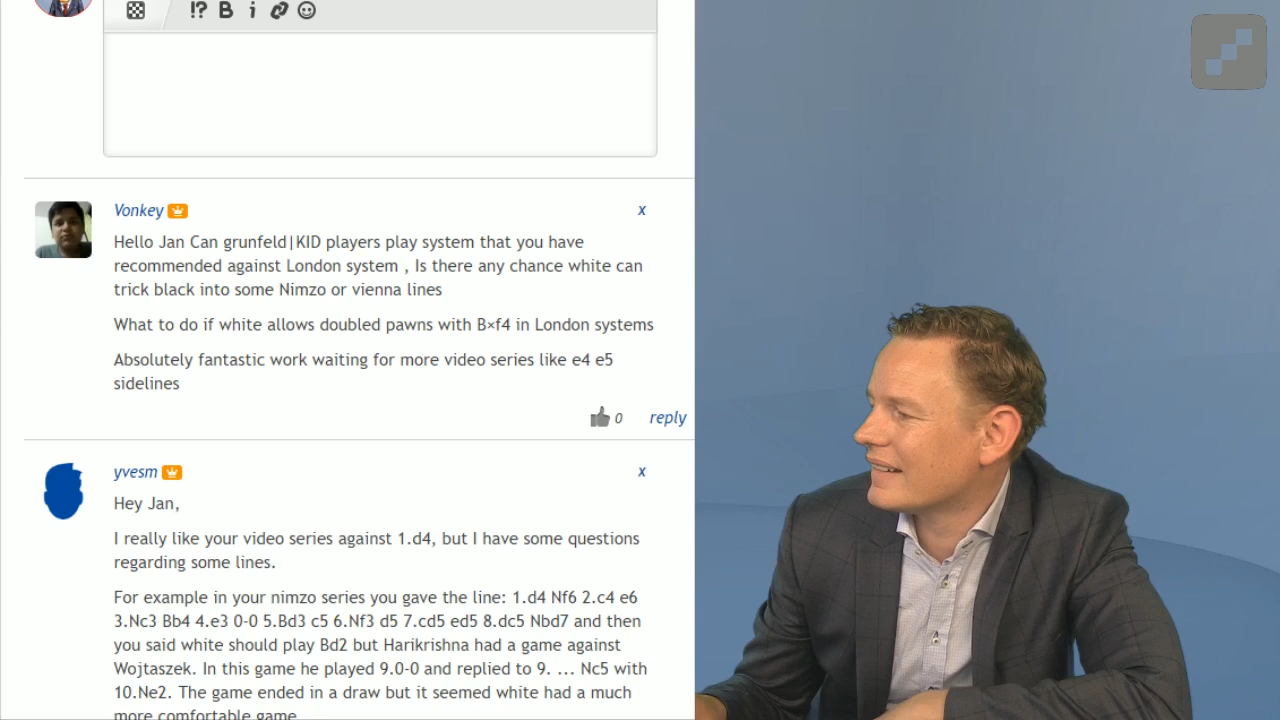 !? B i
Vonkey
x
Hello Jan Can grunfeld|KID players play system that you have
recommended against London system , Is there any chance white can
trick black into some Nimzo or vienna lines
What to do if white allows doubled pawns with B×f4 in London systems
Absolutely fantastic work waiting for more video series like e4 e5
sidelines
0 reply
yvesm
x
Hey Jan,
I really like your video series against 1.d4, but I have some questions
regarding some lines.
For example in your nimzo series you gave the line: 1.d4 Nf6 2.c4 e6
3.Nc3 Bb4 4.e3 0-0 5.Bd3 c5 6.Nf3 d5 7.cd5 ed5 8.dc5 Nbd7 and then
you said white should play Bd2 but Harikrishna had a game against
Wojtaszek. In this game he played 9.0-0 and replied to 9. ... Nc5 with
10.Ne2. The game ended in a draw but it seemed white had a much
more comfortable game